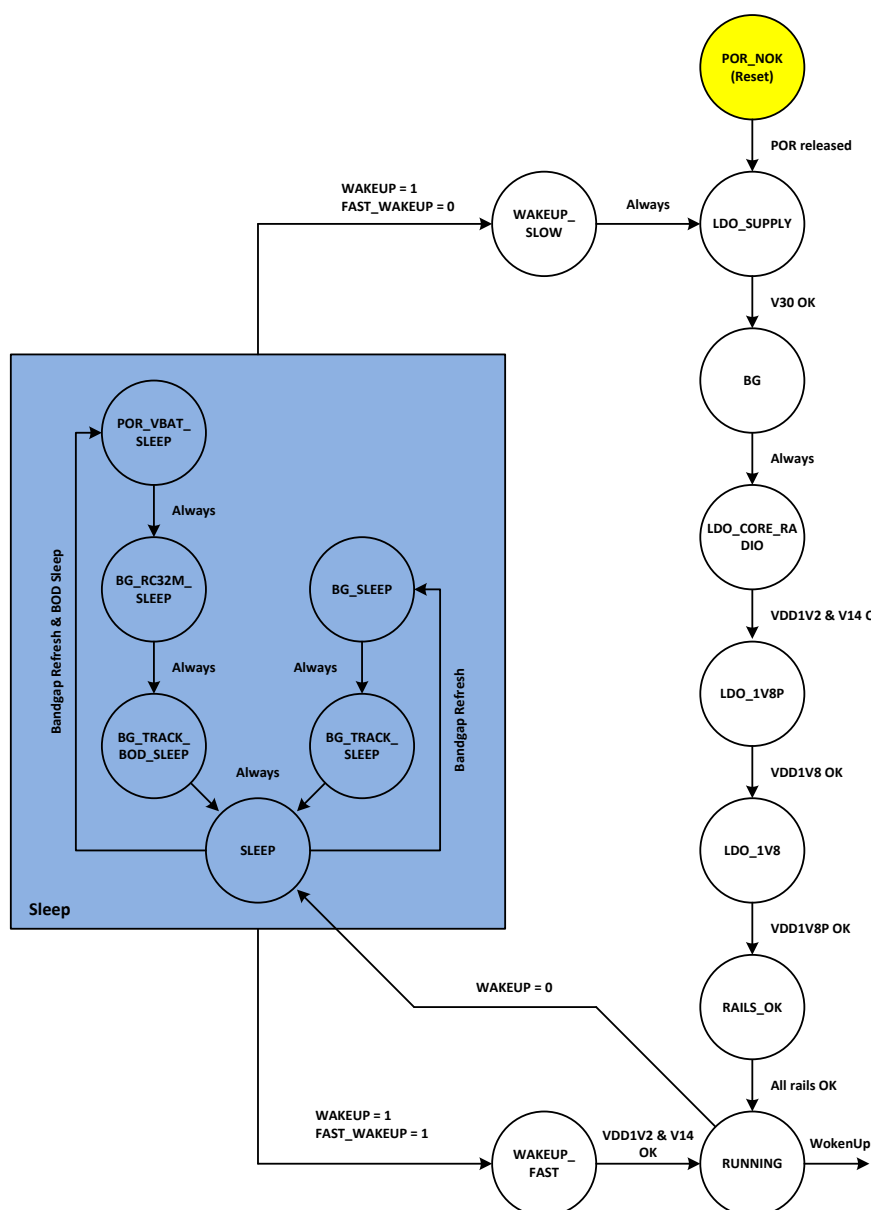 POR_NOK
(Reset)
POR released
WAKEUP = 1
FAST_WAKEUP = 0
WAKEUP_
SLOW
Always
LDO_SUPPLY
V30 OK
BG
Always
LDO_CORE_RA
DIO
VDD1V2 & V14 O
LDO_1V8P
VDD1V8 OK
LDO_1V8
VDD1V8P OK
RAILS_OK
All rails OK
RUNNING
WokenUp
POR_VBAT_
SLEEP
Always
BG_RC32M_
SLEEP
Always
BG_TRACK_
BOD_SLEEP
Bandgap Refresh & BOD Sleep
BG_SLEEP
Always
BG_TRACK_
SLEEP
Bandgap Refresh
Always
SLEEP
Sleep
WAKEUP = 0
WAKEUP = 1
FAST_WAKEUP = 1
WAKEUP_
FAST
VDD1V2 & V14
OK